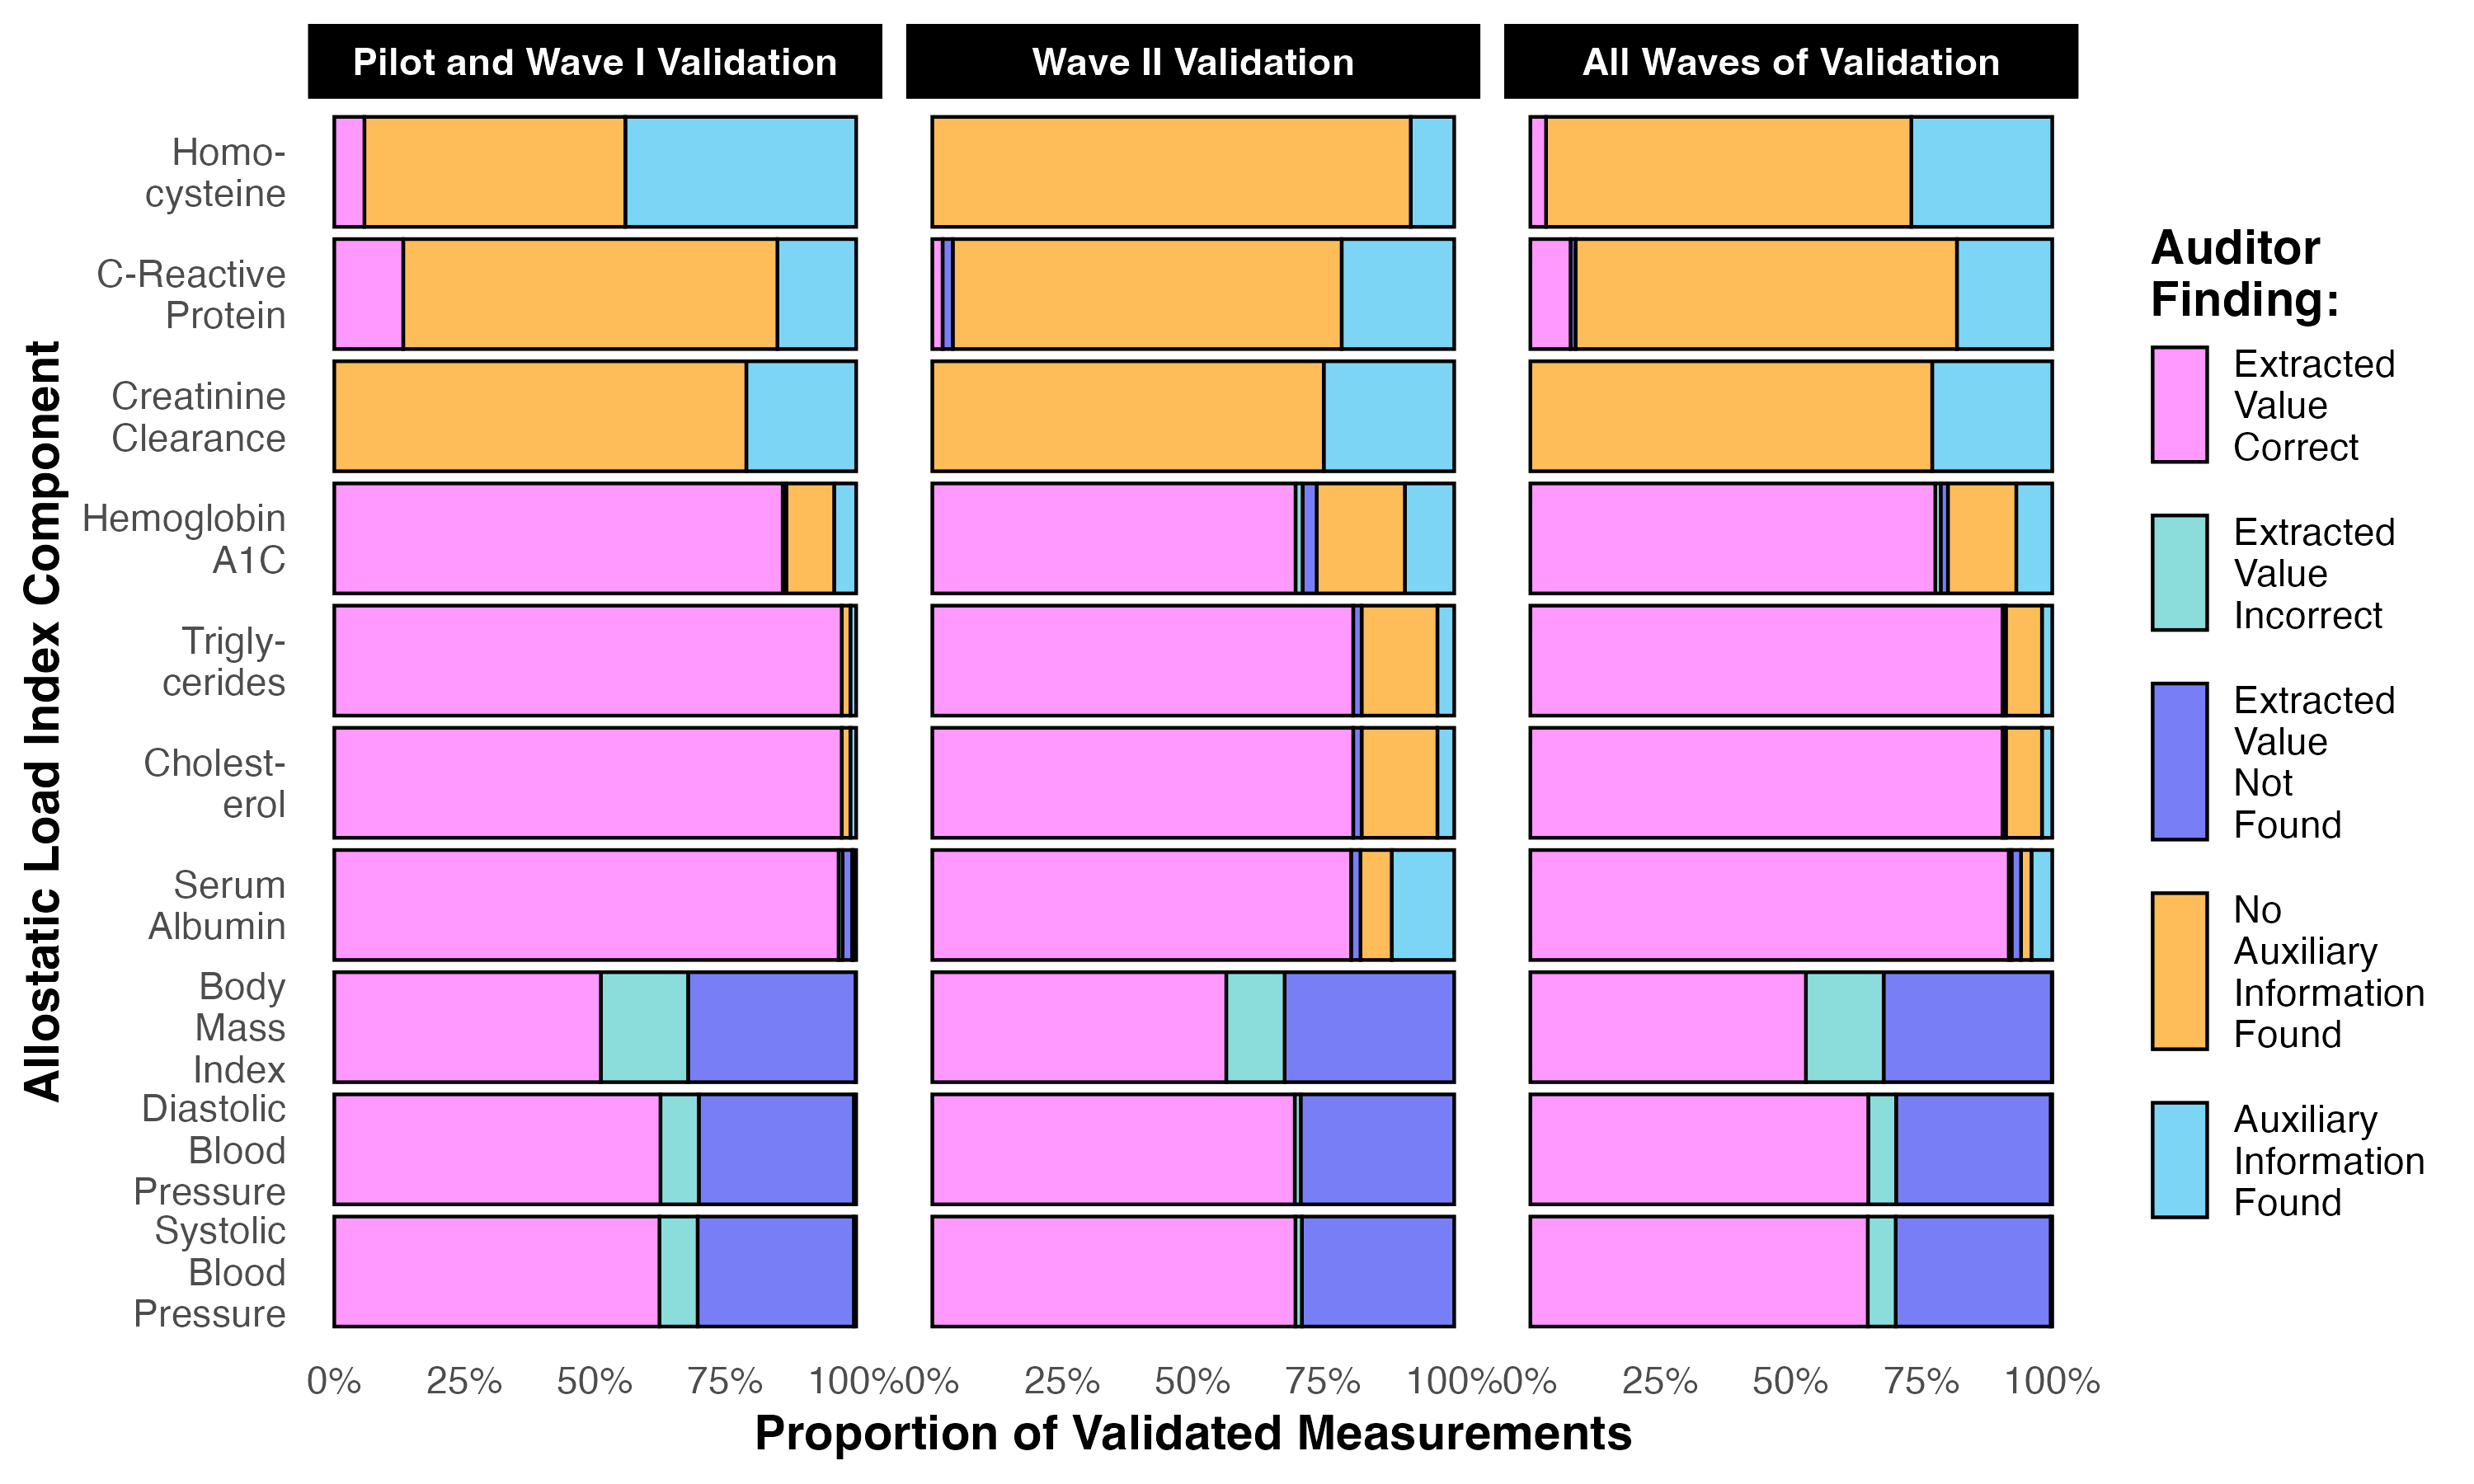 Pilot and Wave I Validation
Wave II Validation
All Waves of Validation
Allostatic Load Index Component
Homo-
cysteine
C-Reactive
Protein
Creatinine
Clearance
Hemoglobin
A1C
Trigly-
cerides
Cholest-
erol
Serum
Albumin
Body
Mass
Index
Diastolic
Blood
Pressure
Systolic
Blood
Pressure
0% 25% 50% 75% 100%
0% 25% 50% 75% 100%
0% 25% 50% 75% 100%
Proportion of Validated Measurements
Auditor
Finding:
Extracted
Value
Correct
Extracted
Value
Incorrect
Extracted
Value
Not
Found
No
Auxiliary
Information
Found
Auxiliary
Information
Found